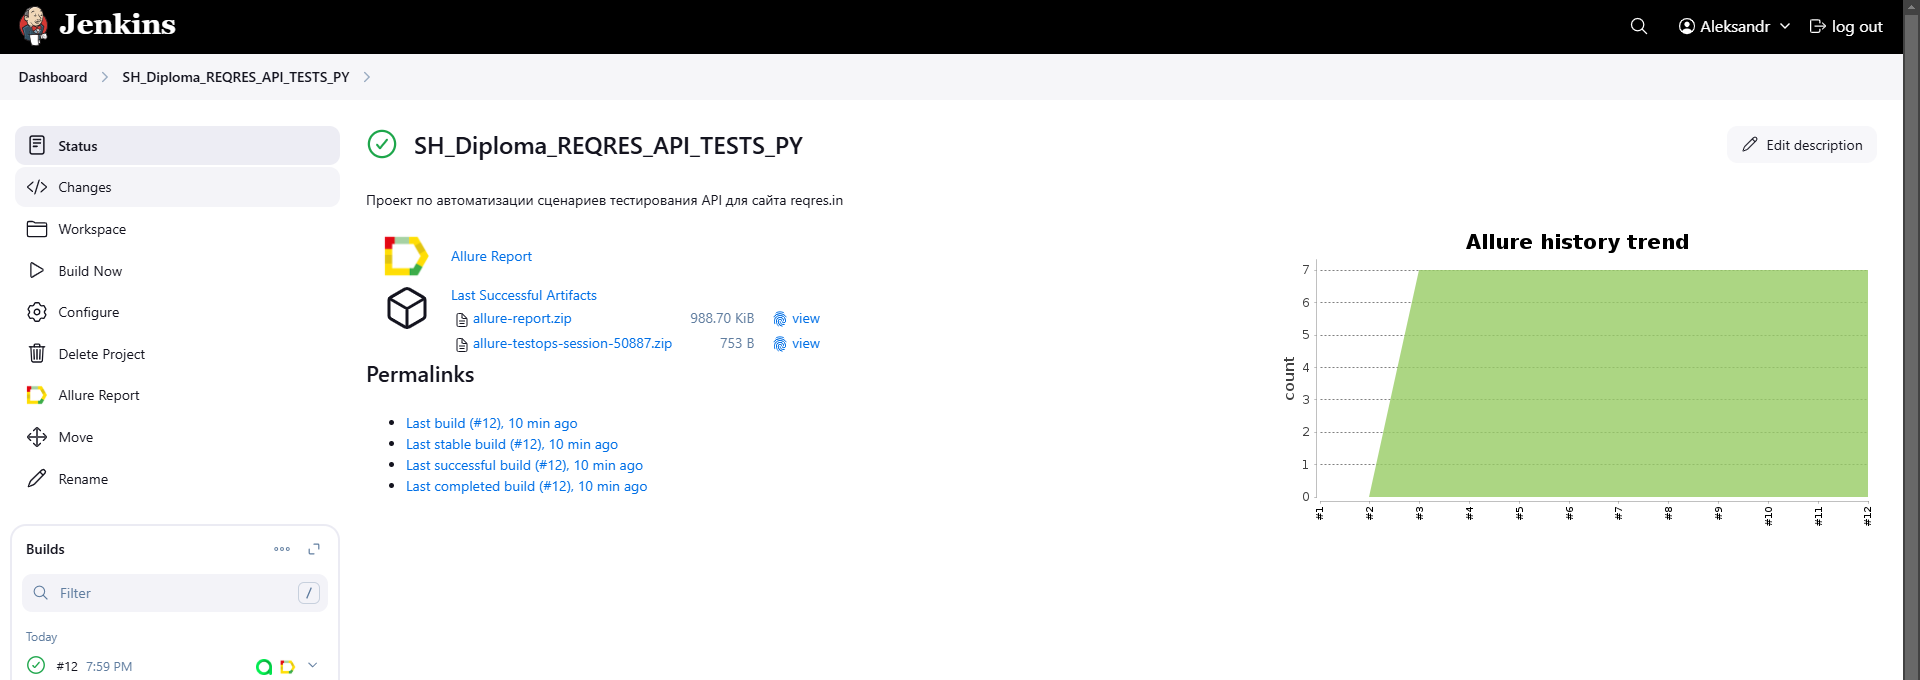 Jenkins
Aleksandr
log out
Dashboard
SH_Diploma_REQRES_API_TESTS_PY
Status
Changes
Workspace
Build Now
Configure
Delete Project
Allure Report
Move
Rename
Builds
Filter
/
Today
#12 7:59 PM
SH_Diploma_REQRES_API_TESTS_PY
Edit description
Проект по автоматизации сценариев тестирования API для сайта reqres.in
Allure Report
Last Successful Artifacts
allure-report.zip 988.70 KiB view
allure-testops-session-50887.zip 753 B view
Permalinks
Last build (#12), 10 min ago
Last stable build (#12), 10 min ago
Last successful build (#12), 10 min ago
Last completed build (#12), 10 min ago
Allure history trend
count
7
6
5
4
3
2
1
0
#1 #2 #3 #4 #5 #6 #7 #8 #9 #10 #11 #12